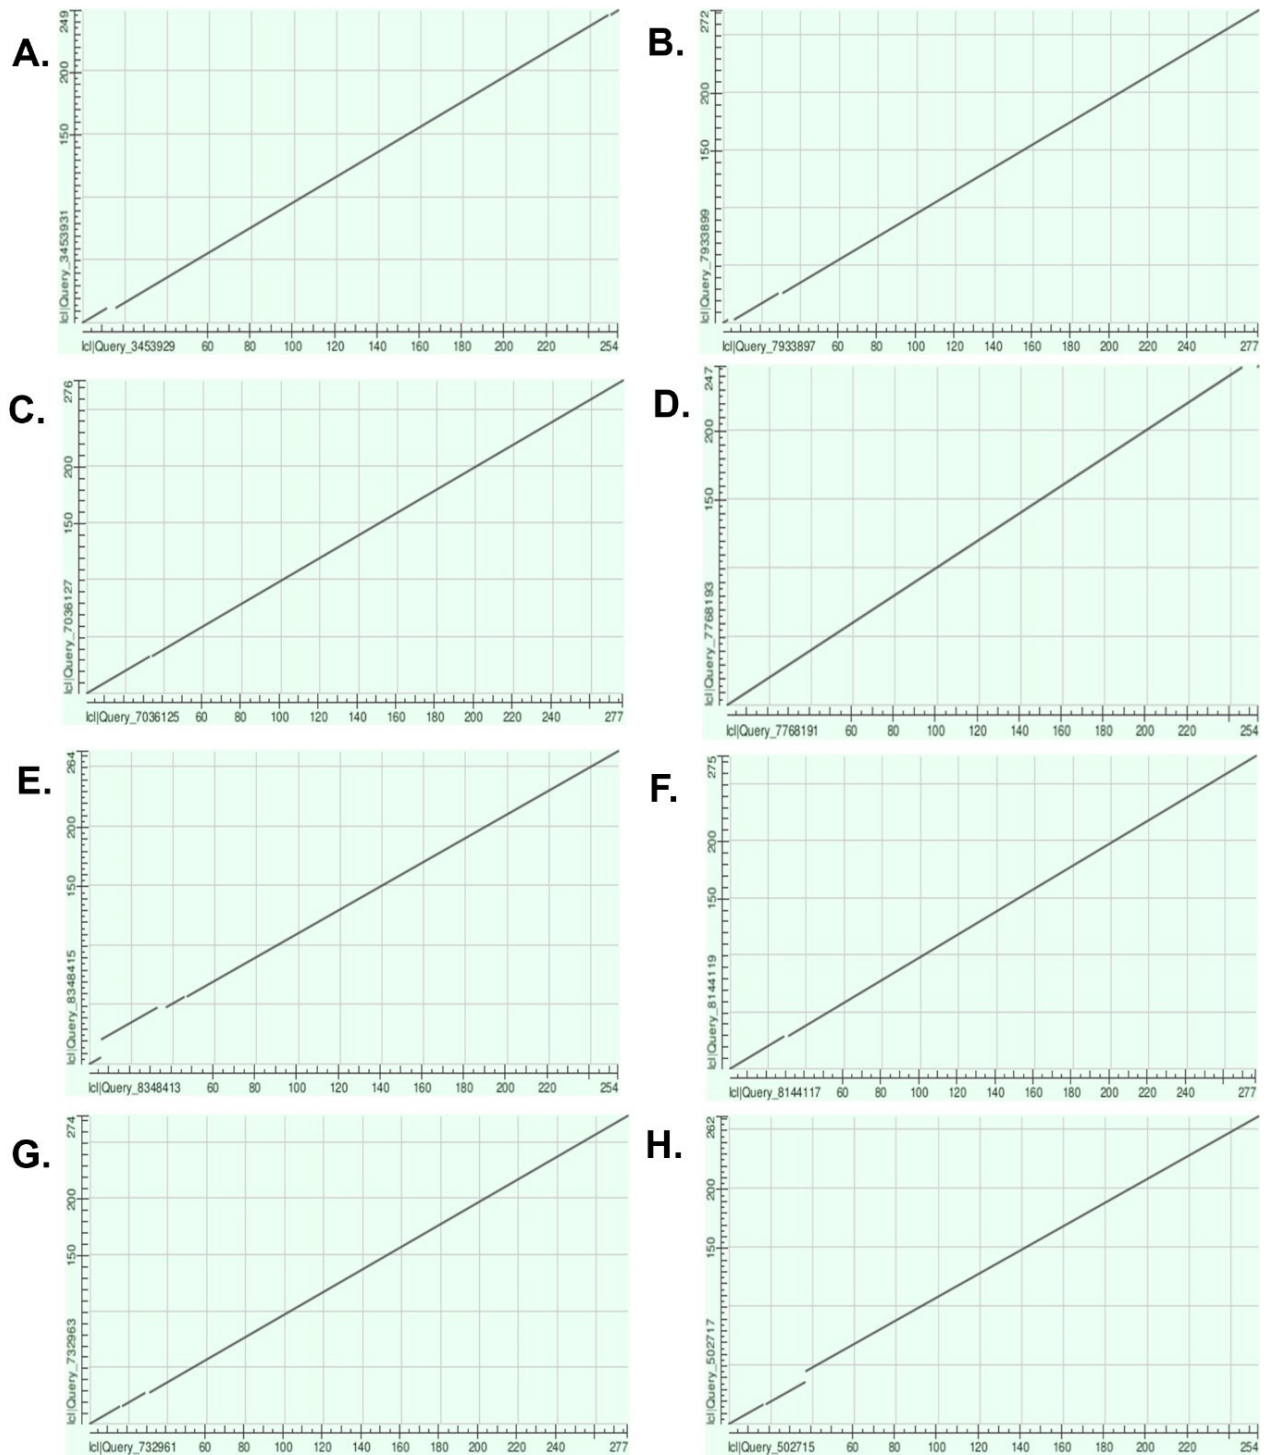 A.
249
200
150
lcl|Query_3453931
lcl|Query_3453929 60 80 100 120 140 160 180 200 220 254
B.
272
200
150
lcl|Query_7933899
lcl|Query_7933897 60 80 100 120 140 160 180 200 220 240 277
C.
276
200
150
lcl|Query_7036127
lcl|Query_7036125 60 80 100 120 140 160 180 200 220 240 277
D.
247
200
150
lcl|Query_7768193
lcl|Query_7768191 60 80 100 120 140 160 180 200 220 254
E.
264
200
150
lcl|Query_8348415
lcl|Query_8348413 60 80 100 120 140 160 180 200 220 254
F.
275
200
150
lcl|Query_8144119
lcl|Query_8144117 60 80 100 120 140 160 180 200 220 240 277
G.
274
200
150
lcl|Query_732963
lcl|Query_732961 60 80 100 120 140 160 180 200 220 240 277
H.
262
200
150
lcl|Query_502717
lcl|Query_502715 60 80 100 120 140 160 180 200 220 254